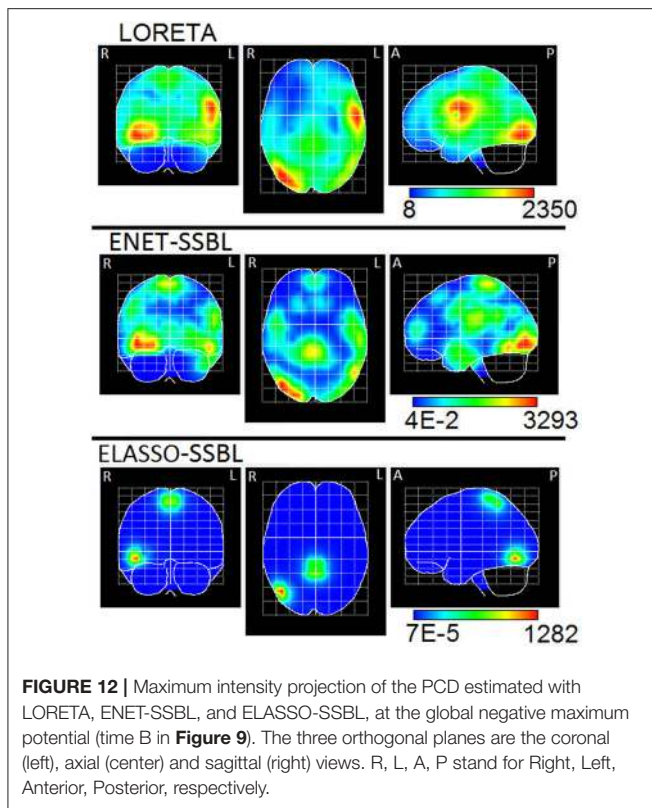 LORETA
R L R L A P
8 2350
ENET-SSBL
R L R L A P
4E-2 3293
ELASSO-SSBL
R L R L A P
7E-5 1282
FIGURE 12 | Maximum intensity projection of the PCD estimated with
LORETA, ENET-SSBL, and ELASSO-SSBL, at the global negative maximum
potential (time B in Figure 9). The three orthogonal planes are the coronal
(left), axial (center) and sagittal (right) views. R, L, A, P stand for Right, Left,
Anterior, Posterior, respectively.